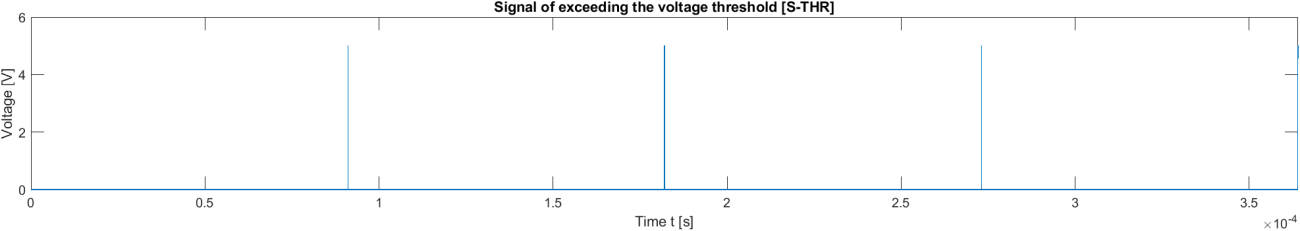 Signal of exceeding the voltage threshold [S-THR]
6
4
2
0
Voltage [V]
0 0.5 1 1.5 2 2.5 3 3.5
Time t [s]
×10⁻⁴